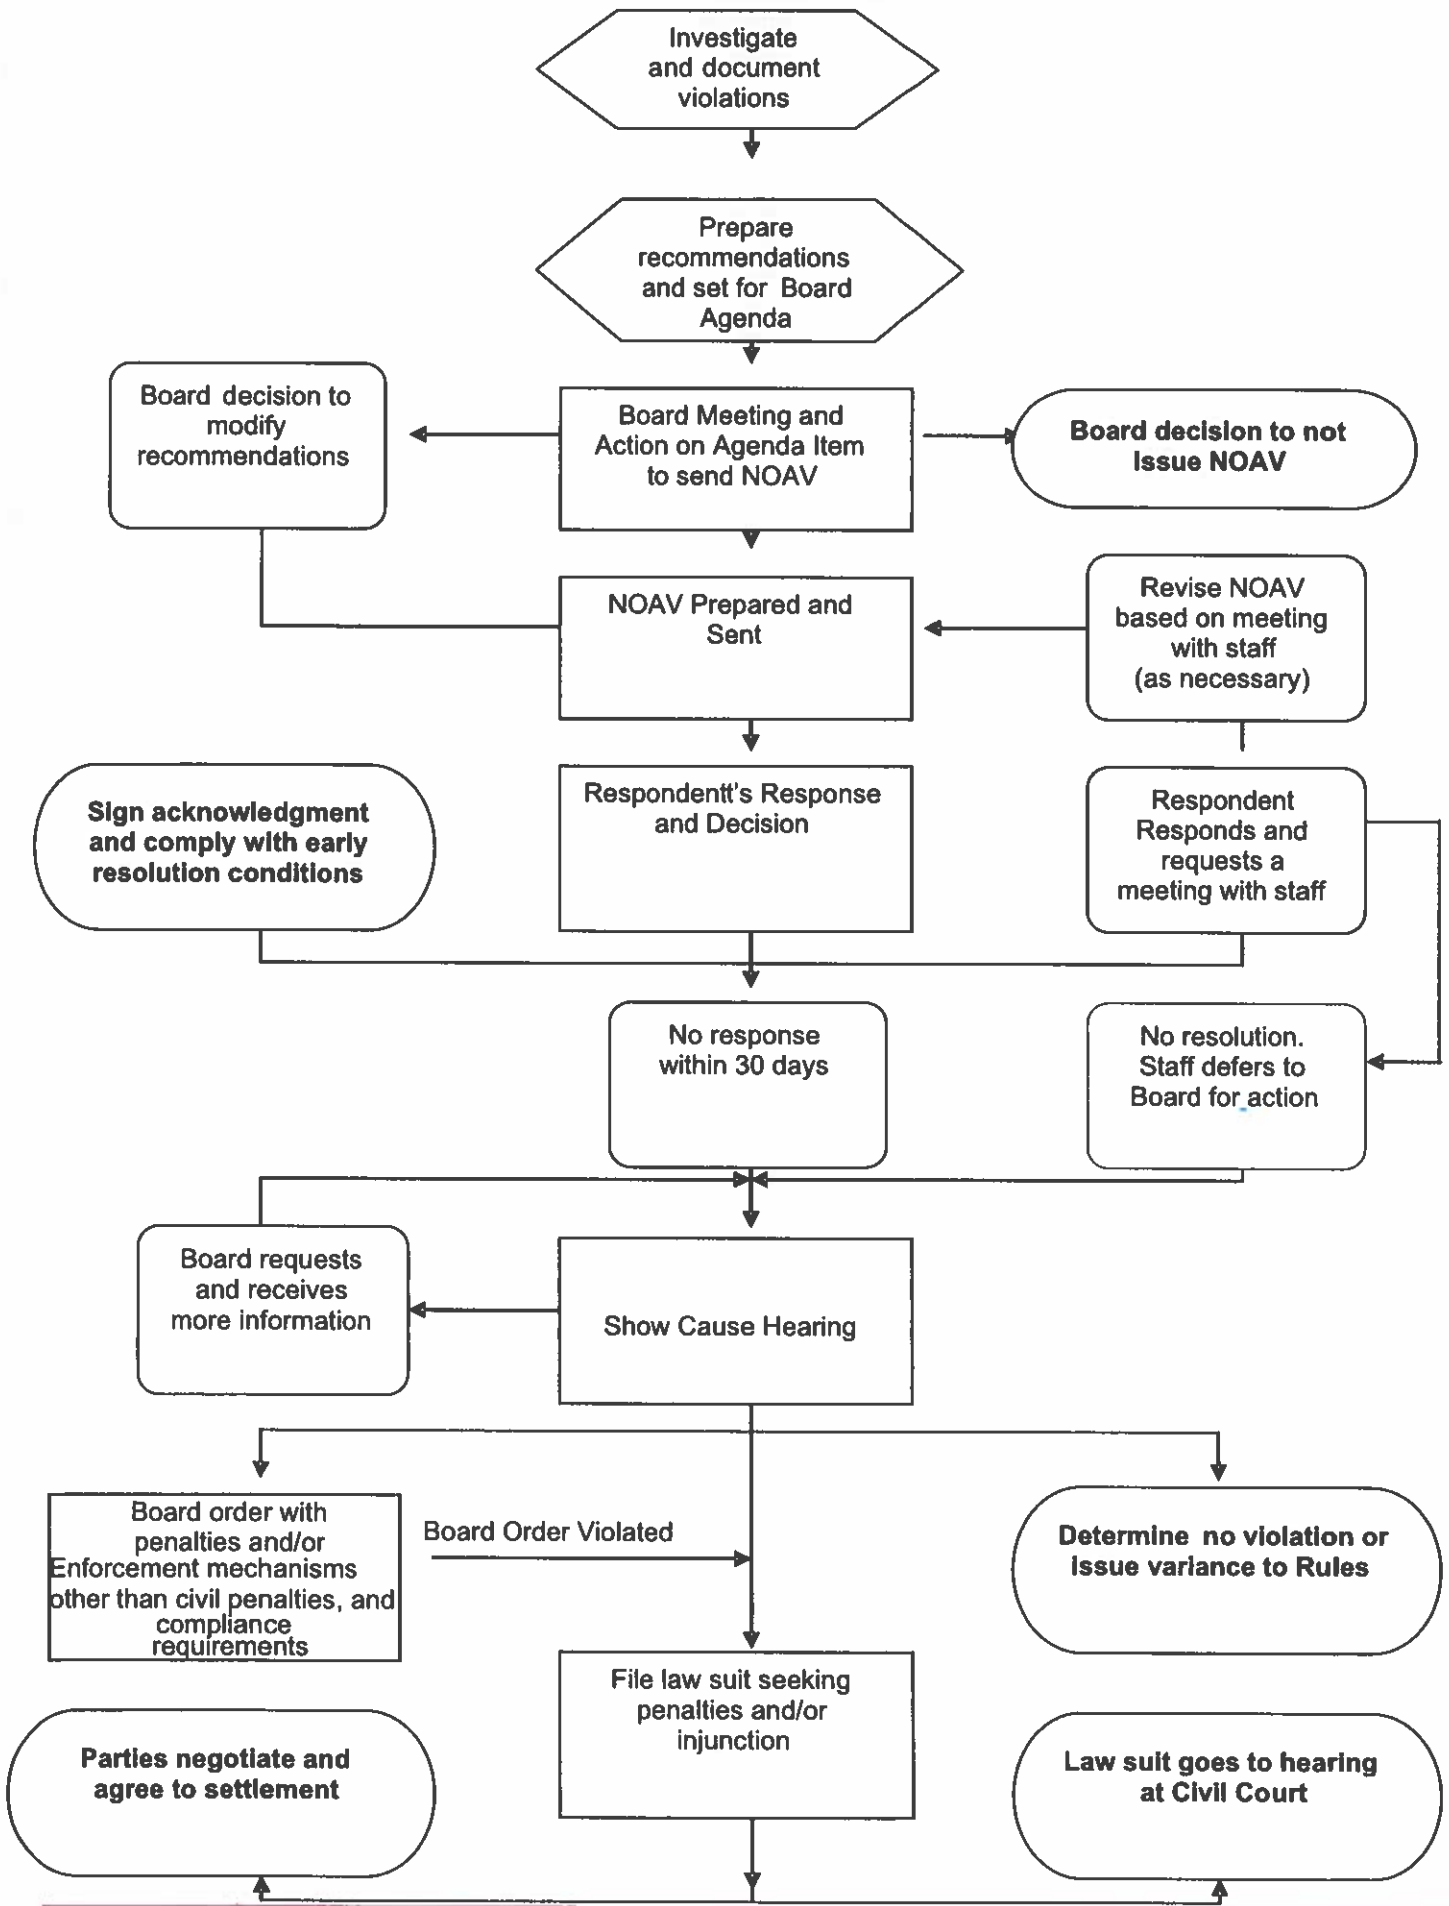 Investigate
and document
violations
Prepare
recommendations
and set for Board
Agenda
Board decision to
modify
recommendations
Board Meeting and
Action on Agenda Item
to send NOAV
Board decision to not
Issue NOAV
NOAV Prepared and
Sent
Revise NOAV
based on meeting
with staff
(as necessary)
Sign acknowledgment
and comply with early
resolution conditions
Respondentt's Response
and Decision
Respondent
Responds and
requests a
meeting with staff
No response
within 30 days
No resolution.
Staff defers to
Board for action
Board requests
and receives
more information
Show Cause Hearing
Board order with
penalties and/or
Enforcement mechanisms
other than civil penalties, and
compliance
requirements
Board Order Violated
Determine no violation or
issue variance to Rules
File law suit seeking
penalties and/or
injunction
Parties negotiate and
agree to settlement
Law suit goes to hearing
at Civil Court